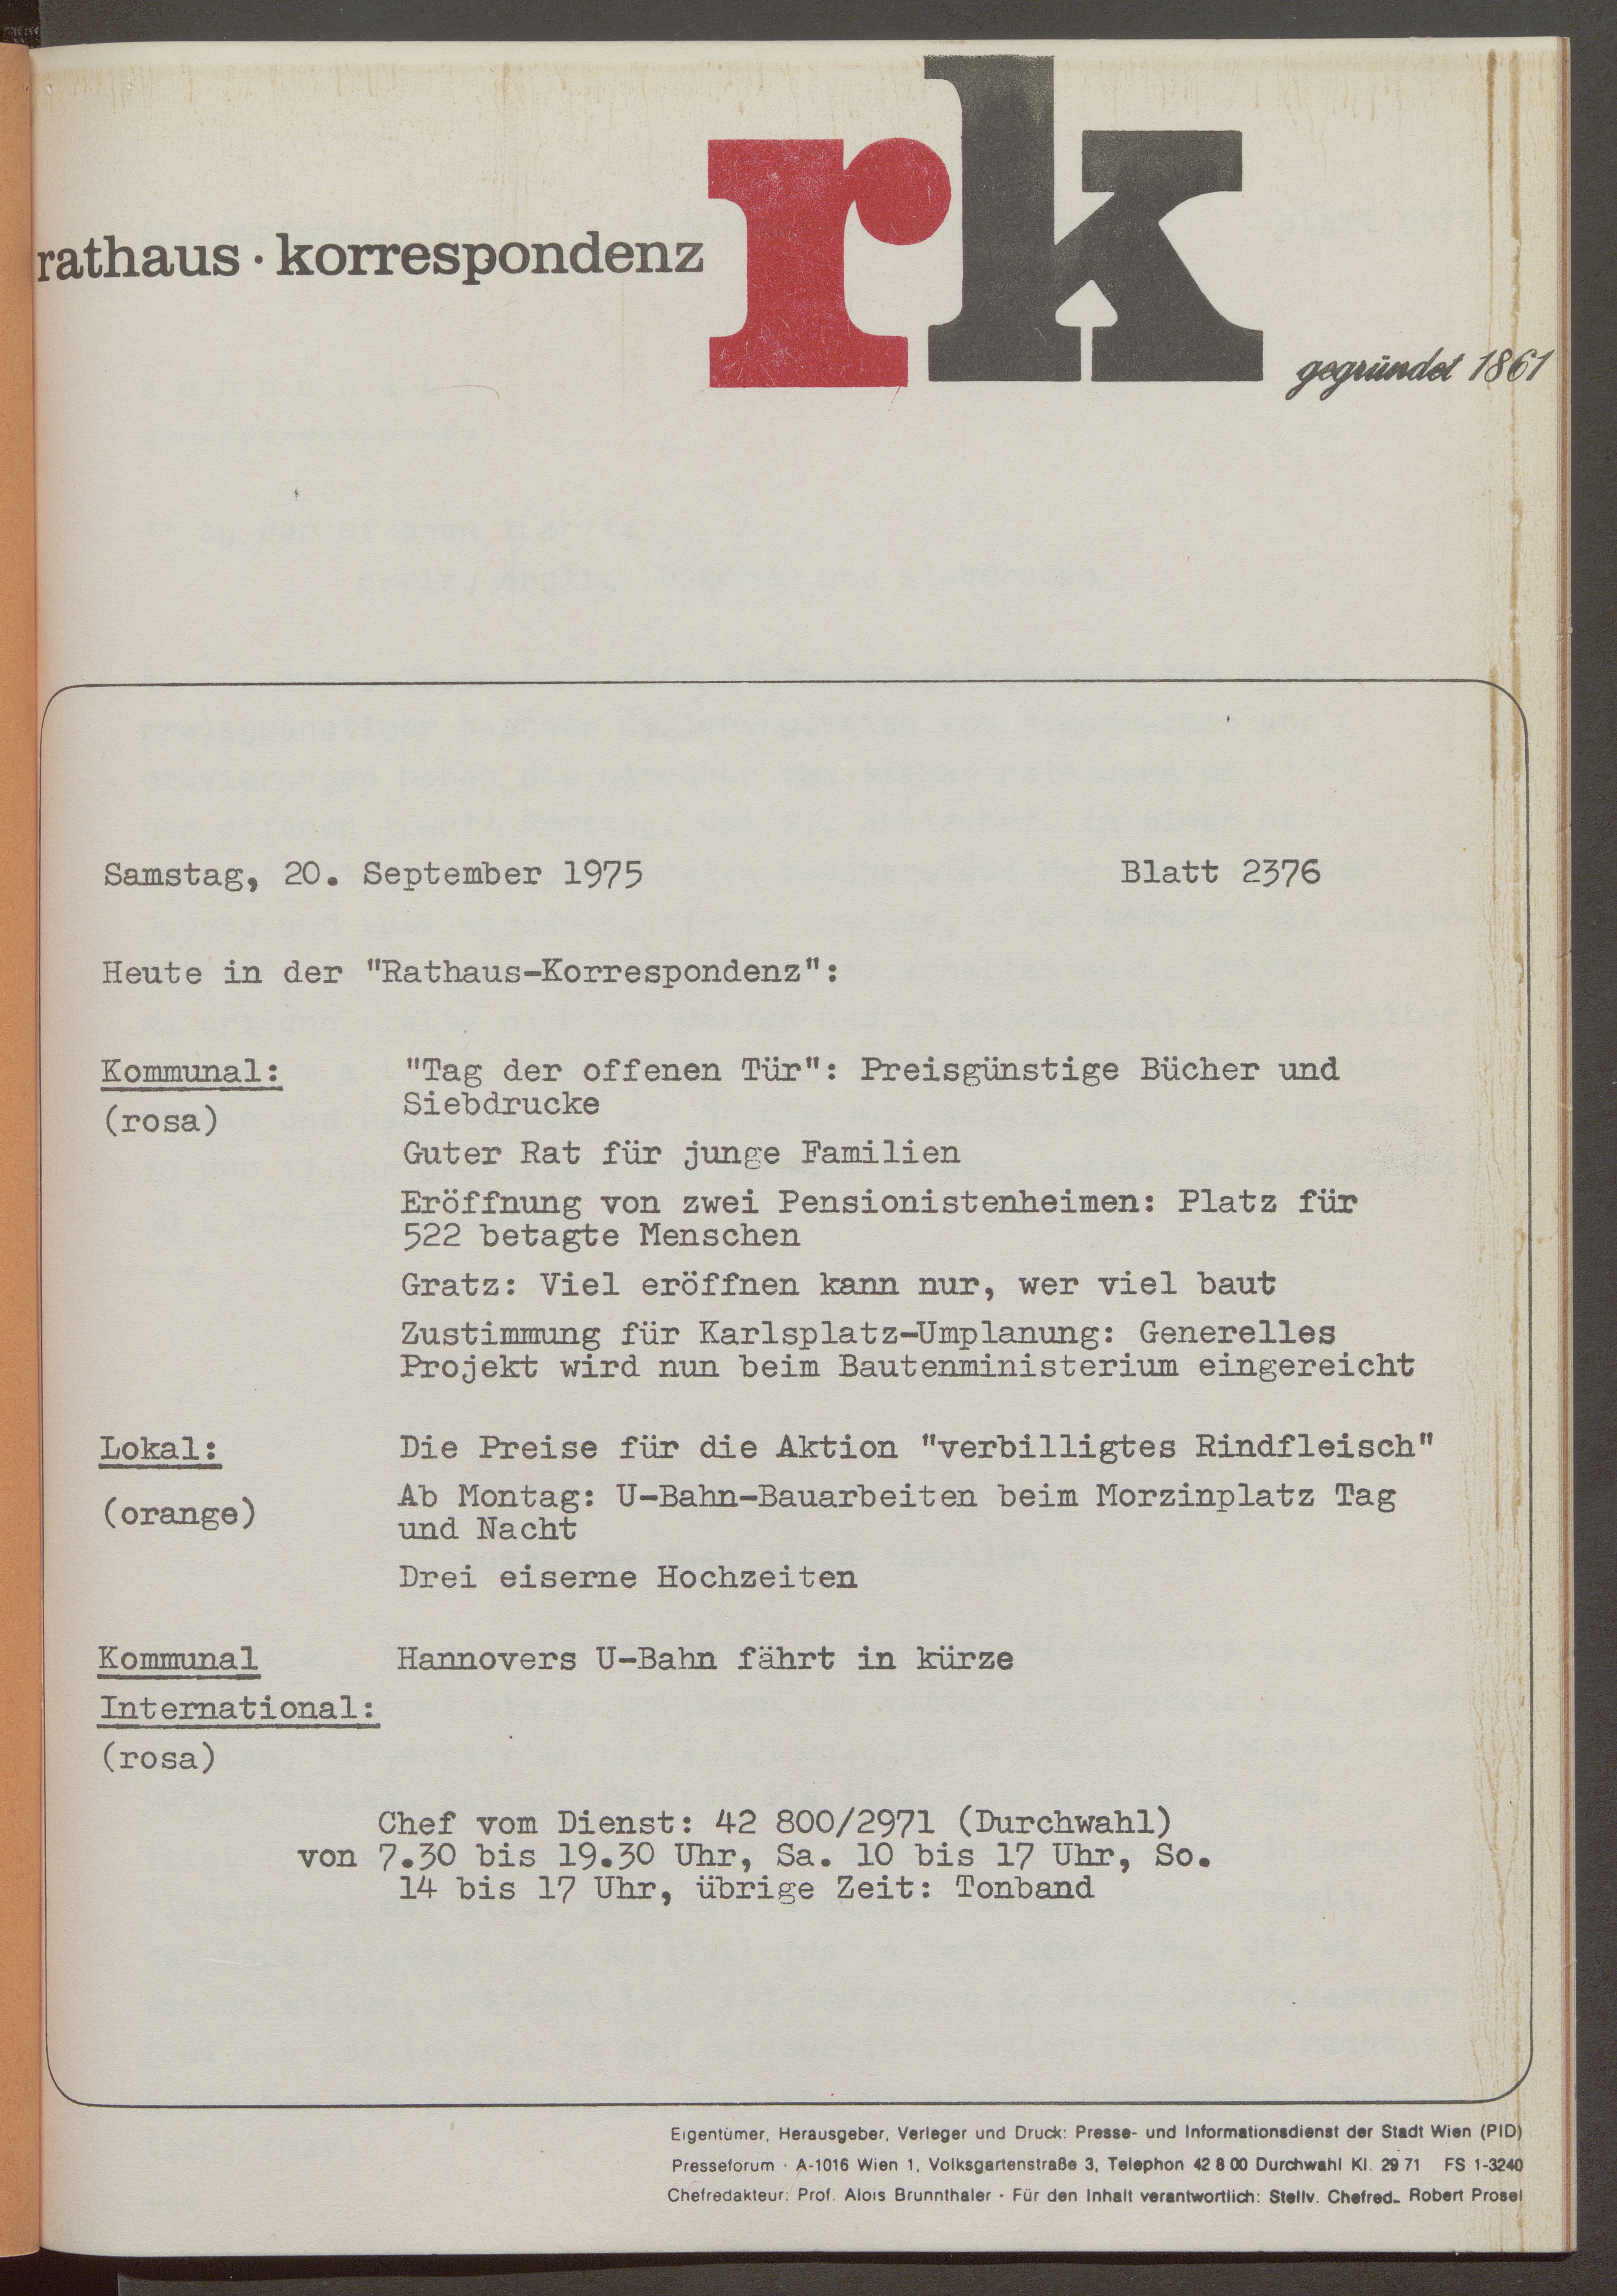 rathaus · korrespondenz
rk
gegründet 1861
Samstag, 20. September 1975 Blatt 2376
Heute in der "Rathaus-Korrespondenz":
Kommunal: "Tag der offenen Tür": Preisgünstige Bücher und
Siebdrucke
(rosa)
Guter Rat für junge Familien
Eröffnung von zwei Pensionistenheimen: Platz für
522 betagte Menschen
Gratz: Viel eröffnen kann nur, wer viel baut
Zustimmung für Karlsplatz-Umplanung: Generelles
Projekt wird nun beim Bautenministerium eingereicht
Lokal: Die Preise für die Aktion "verbilligtes Rindfleisch"
(orange) Ab Montag: U-Bahn-Bauarbeiten beim Morzinplatz Tag
und Nacht
Drei eiserne Hochzeiten
Kommunal Hannovers U-Bahn fährt in kürze
International:
(rosa)
Chef vom Dienst: 42 800/2971 (Durchwahl)
von 7.30 bis 19.30 Uhr, Sa. 10 bis 17 Uhr, So.
14 bis 17 Uhr, übrige Zeit: Tonband
Eigentümer, Herausgeber, Verleger und Druck: Presse- und Informationsdienst der Stadt Wien (PID)
Presseforum · A-1016 Wien 1, Volksgartenstraße 3, Telephon 42 8 00 Durchwahl Kl. 29 71 FS 1-3240
Chefredakteur: Prof. Alois Brunnthaler · Für den Inhalt verantwortlich: Stellv. Chefred. Robert Prosel